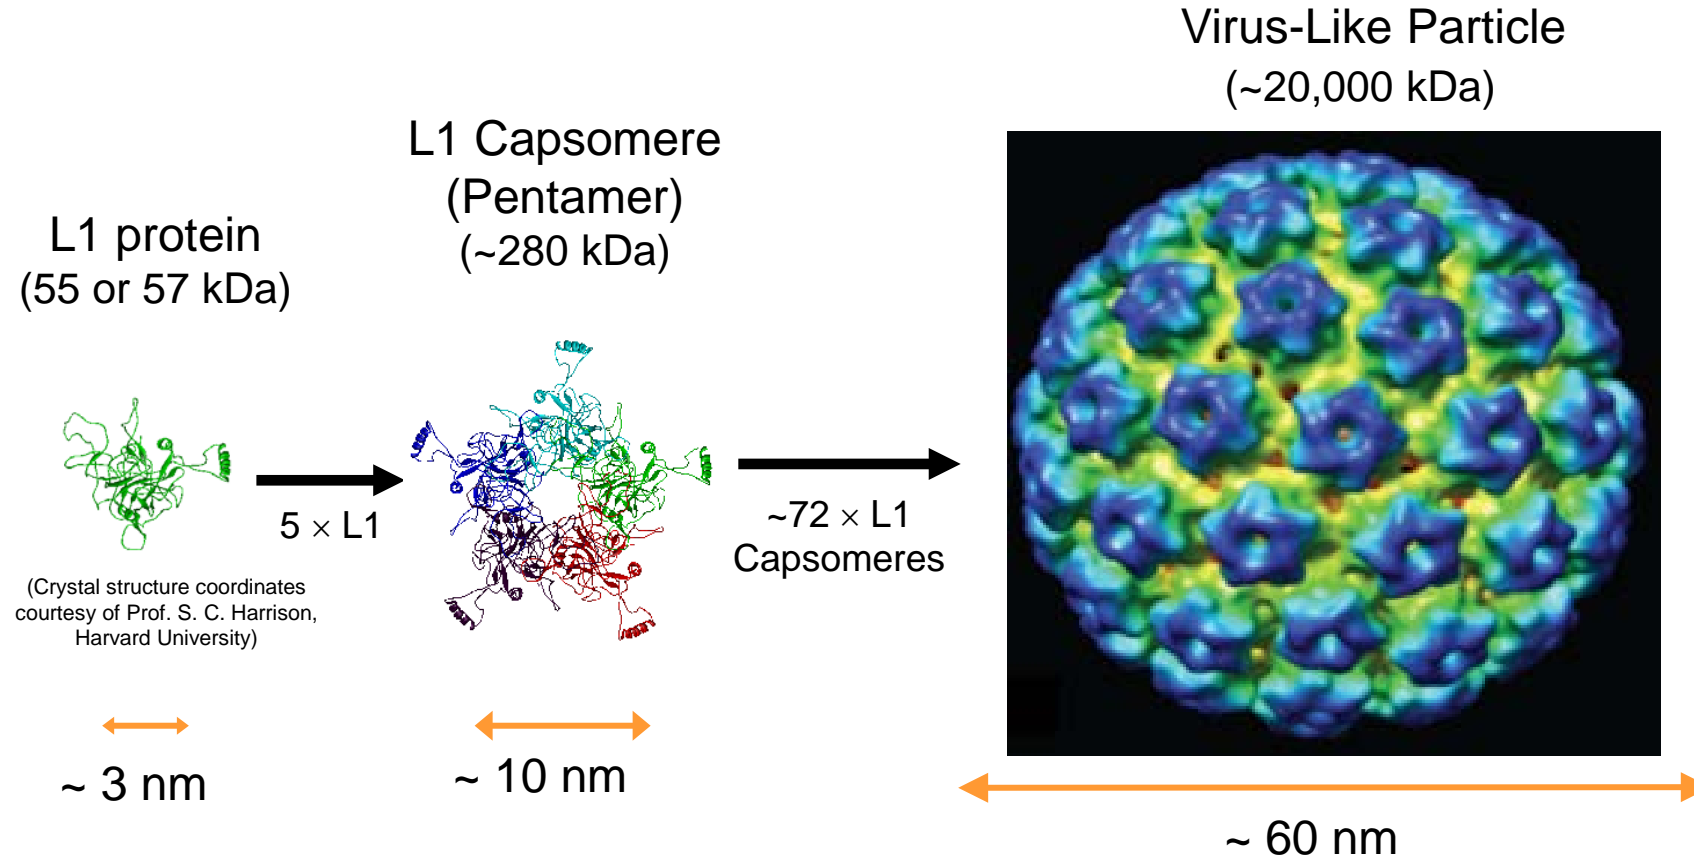 Virus-Like Particle
(~20,000 kDa)
L1 Capsomere
(Pentamer)
(~280 kDa)
L1 protein
(55 or 57 kDa)
5 × L1
~72 × L1
Capsomeres
(Crystal structure coordinates
courtesy of Prof. S. C. Harrison,
Harvard University)
~ 3 nm
~ 10 nm
~ 60 nm